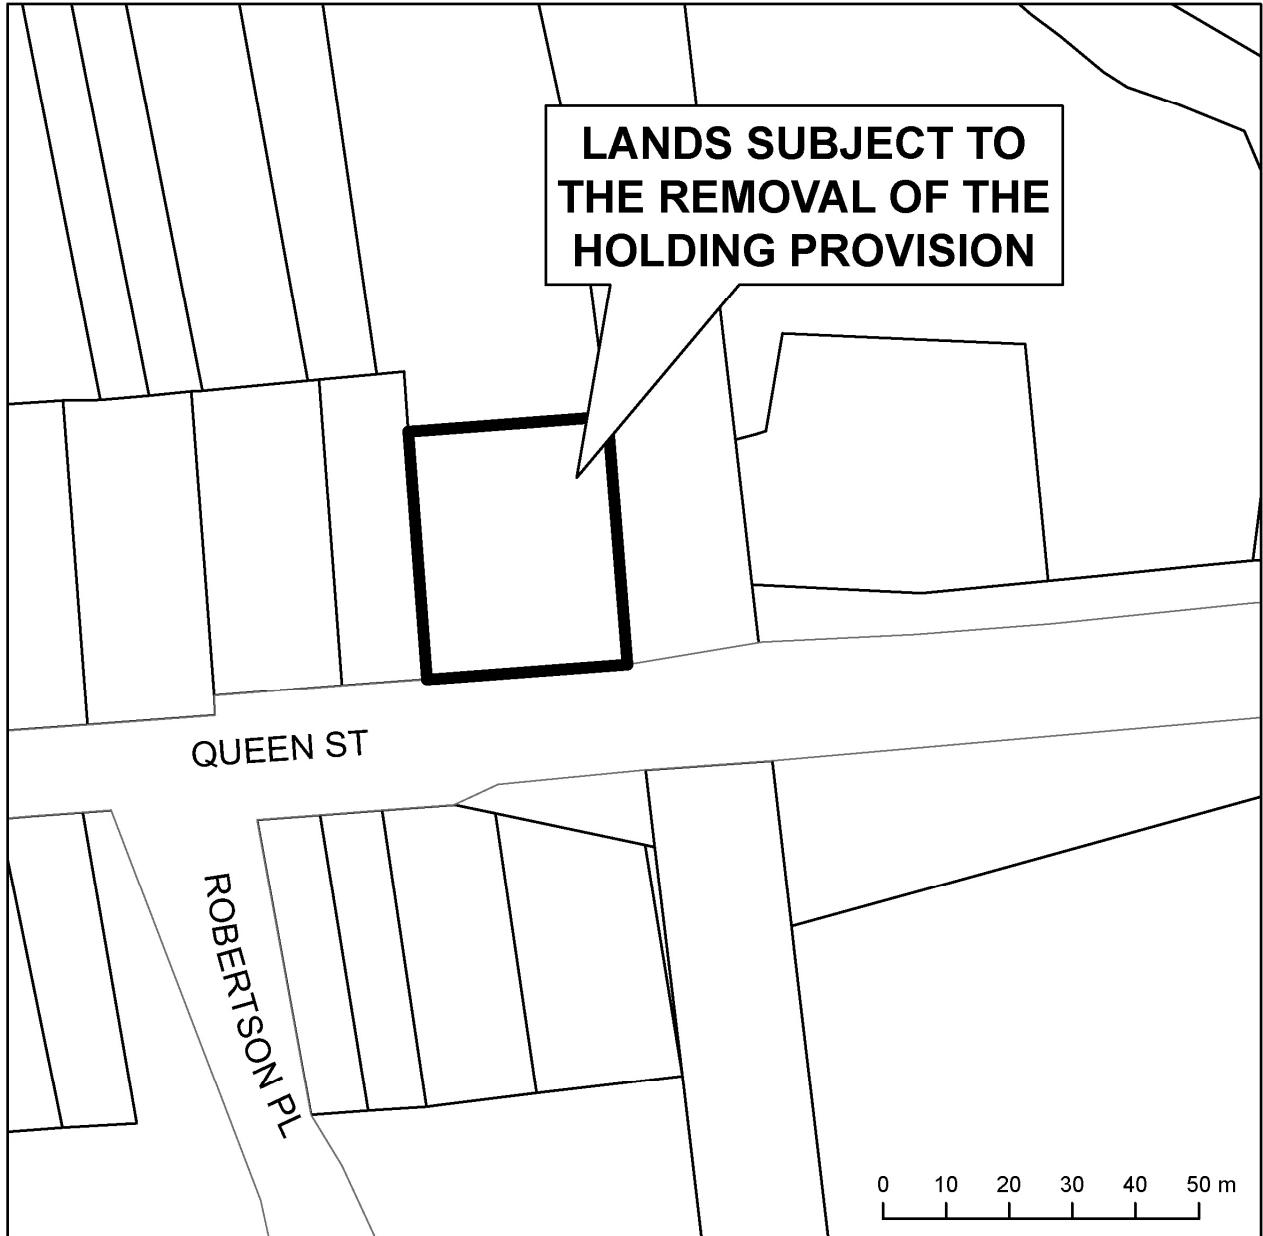 LANDS SUBJECT TO
THE REMOVAL OF THE
HOLDING PROVISION
QUEEN ST
ROBERTSON PL
0 10 20 30 40 50 m